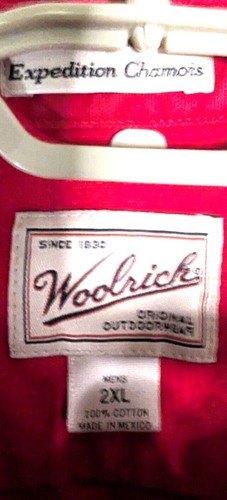 Expedition Chamois
SINCE 1830
Woolrich®
ORIGINAL
OUTDOORWEAR
MENS
2XL
100% COTTON
MADE IN MEXICO